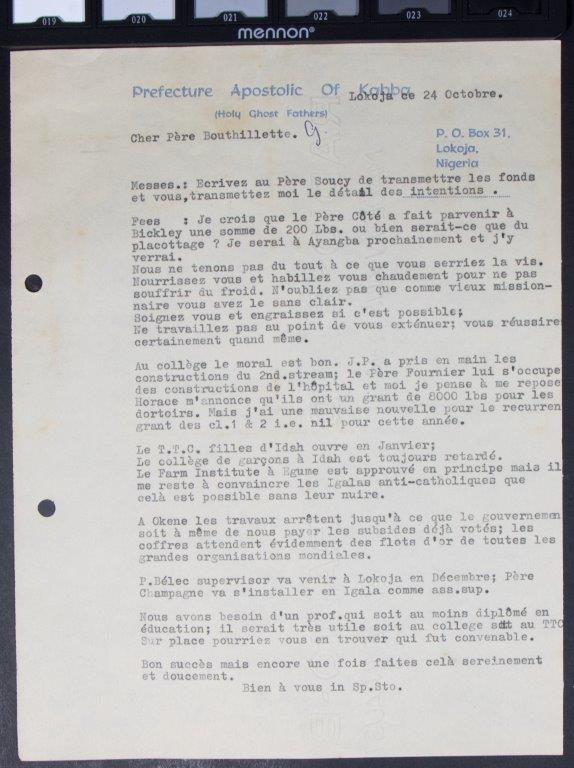 019 020 021 022 023 024
mennon®
Prefecture Apostolic Of Kabba
Lokoja ce 24 Octobre.
(Holy Ghost Fathers)
Cher Père Bouthillette.
P. O. Box 31,
Lokoja,
Nigeria
Messes.: Ecrivez au Père Soucy de transmettre les fonds
et vous,transmettez moi le détail des intentions .
Fees : Je crois que le Père Côté a fait parvenir à
Bickley une somme de 200 Lbs. ou bien serait-ce que du
placottage ? Je serai à Ayangba prochainement et j'y
verrai.
Nous ne tenons pas du tout à ce que vous serriez la vis.
Nourrissez vous et habillez vous chaudement pour ne pas
souffrir du froid. N'oubliez pas que comme vieux mission-
naire vous avez le sans clair.
Soignez vous et engraissez si c'est possible;
Ne travaillez pas au point de vous exténuer; vous réussire
certainement quand même.
Au collège le moral est bon. J.P. a pris en main les
constructions du 2nd.stream; le Père Fournier lui s'occupe
des constructions de l'hôpital et moi je pense à me repose
Horace m'annonce qu'ils ont un grant de 8000 lbs pour les
dortoirs. Mais j'ai une mauvaise nouvelle pour le recurren
grant des cl.1 & 2 i.e. nil pour cette année.
Le T.T.C. filles d'Idah ouvre en Janvier;
Le collège de garçons à Idah est toujours retardé.
Le Farm Institute à Egume est approuvé en principe mais il
me reste à convaincre les Igalas anti-catholiques que
celà est possible sans leur nuire.
A Okene les travaux arrêtent jusqu'à ce que le gouvernemen
soit à même de nous payer les subsides déjà votés; les
coffres attendent évidemment des flots d'or de toutes les
grandes organisations mondiales.
P.Bélec supervisor va venir à Lokoja en Décembre; Père
Champagne va s'installer en Igala comme ass.sup.
Nous avons besoin d'un prof.qui soit au moins diplômé en
éducation; il serait très utile soit au college soit au TTC
Sur place pourriez vous en trouver qui fut convenable.
Bon succès mais encore une fois faites celà sereinement
et doucement.
Bien à vous in Sp.Sto.